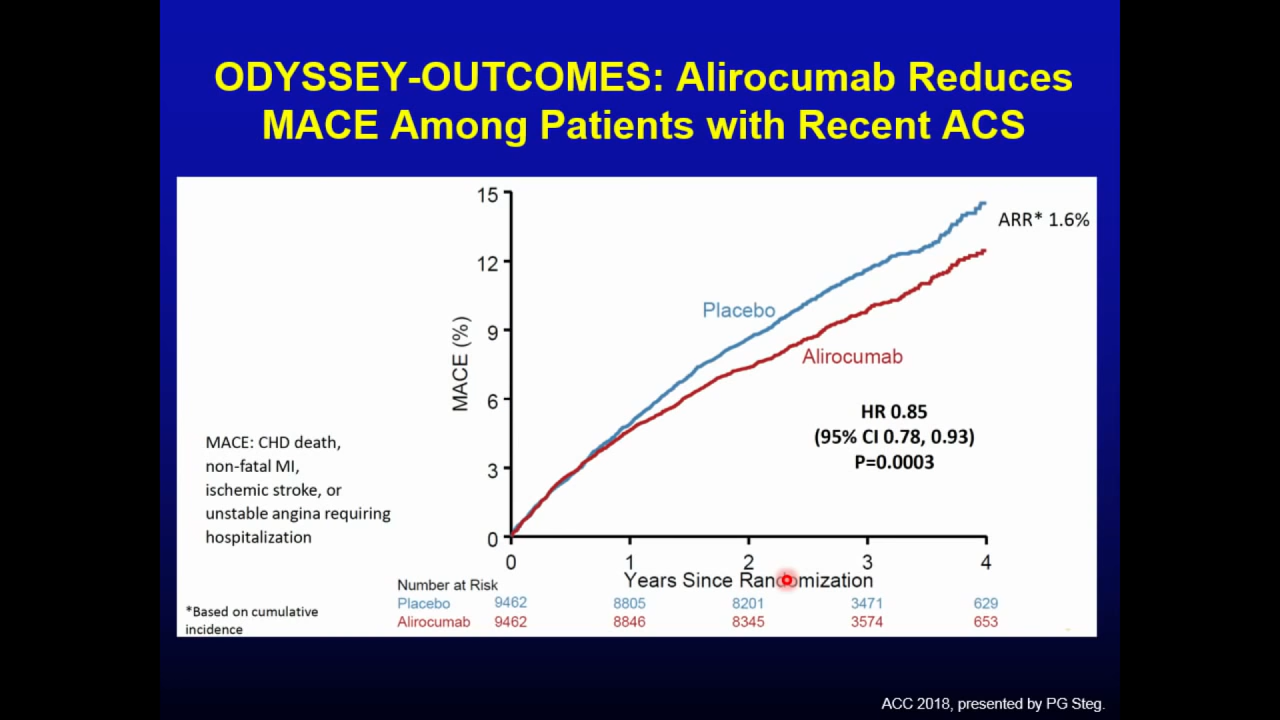 ODYSSEY-OUTCOMES: Alirocumab Reduces
MACE Among Patients with Recent ACS
15
12
9
6
3
0
MACE (%)
ARR* 1.6%
Placebo
Alirocumab
HR 0.85
(95% CI 0.78, 0.93)
P=0.0003
MACE: CHD death,
non-fatal MI,
ischemic stroke, or
unstable angina requiring
hospitalization
0 1 2 3 4
Years Since Randomization
Number at Risk
Placebo 9462 8805 8201 3471 629
Alirocumab 9462 8846 8345 3574 653
*Based on cumulative
incidence
ACC 2018, presented by PG Steg.